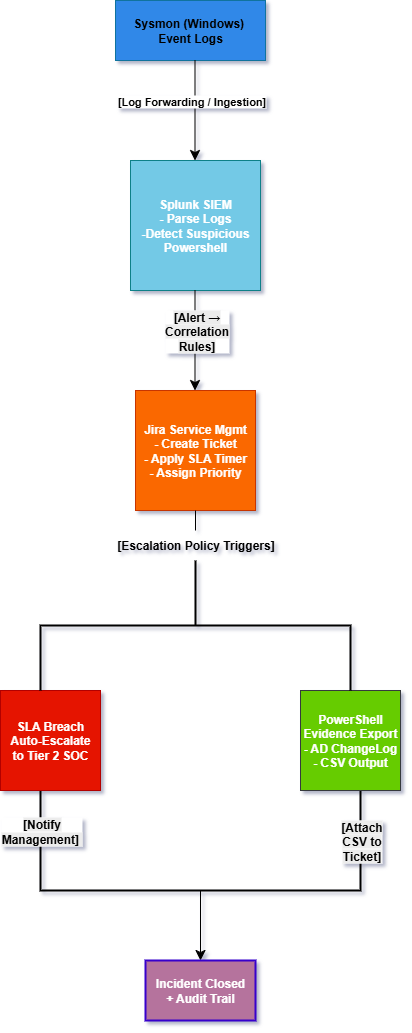 Sysmon (Windows)
Event Logs
[Log Forwarding / Ingestion]
Splunk SIEM
- Parse Logs
-Detect Suspicious
Powershell
[Alert →
Correlation
Rules]
Jira Service Mgmt
- Create Ticket
- Apply SLA Timer
- Assign Priority
[Escalation Policy Triggers]
SLA Breach
Auto-Escalate
to Tier 2 SOC
PowerShell
Evidence Export
- AD ChangeLog
- CSV Output
[Notify
Management]
[Attach
CSV to
Ticket]
Incident Closed
+ Audit Trail